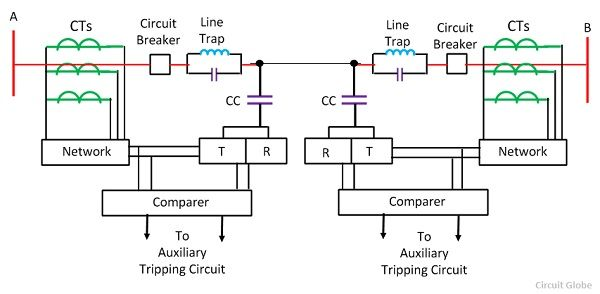 A
CTs
Circuit
Breaker
Line
Trap
Line
Trap
Circuit
Breaker
CTs
B
CC
CC
Network
T
R
R
T
Network
Comparer
Comparer
To
Auxiliary
Tripping Circuit
To
Auxiliary
Tripping Circuit
Circuit Globe